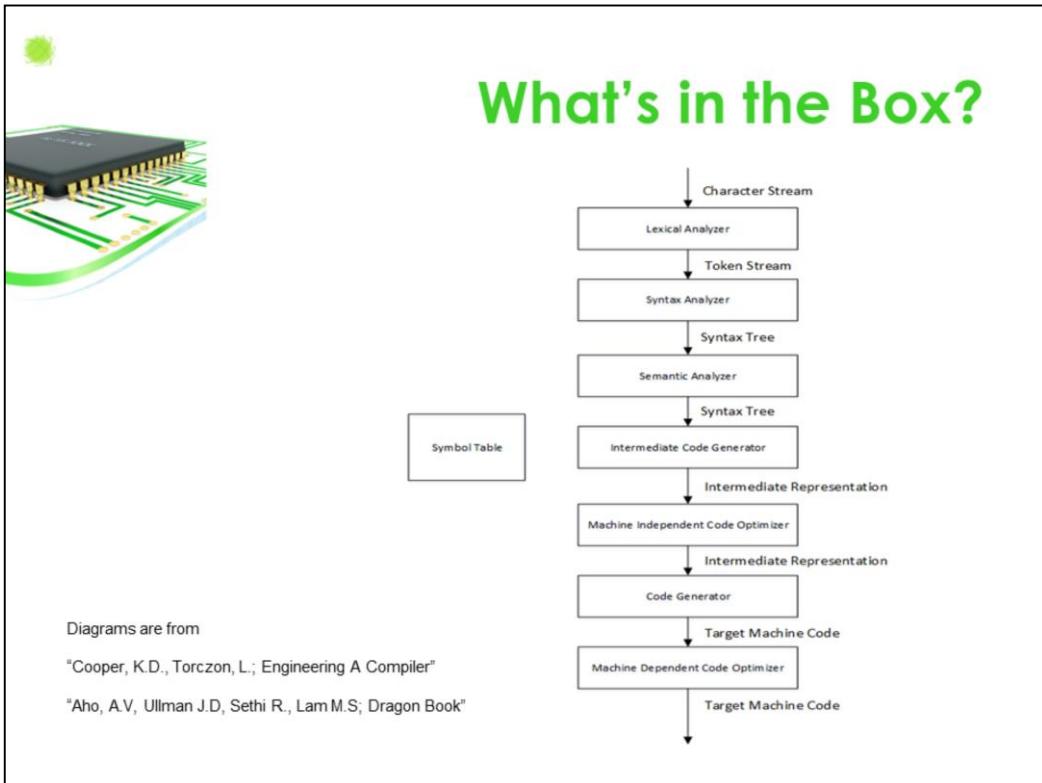 What's in the Box?
Character Stream
Lexical Analyzer
Token Stream
Syntax Analyzer
Syntax Tree
Semantic Analyzer
Syntax Tree
Symbol Table
Intermediate Code Generator
Intermediate Representation
Machine Independent Code Optimizer
Intermediate Representation
Code Generator
Target Machine Code
Machine Dependent Code Optimizer
Target Machine Code
Diagrams are from
“Cooper, K.D., Torczon, L.; Engineering A Compiler”
“Aho, A.V, Ullman J.D, Sethi R., Lam M.S; Dragon Book”